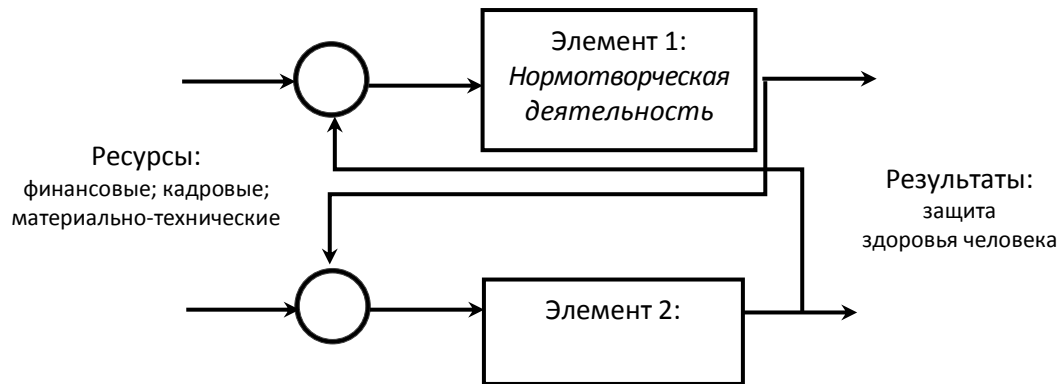 Элемент 1:
Нормотворческая
деятельность
Ресурсы:
финансовые; кадровые;
материально-технические
Результаты:
защита
здоровья человека
Элемент 2: